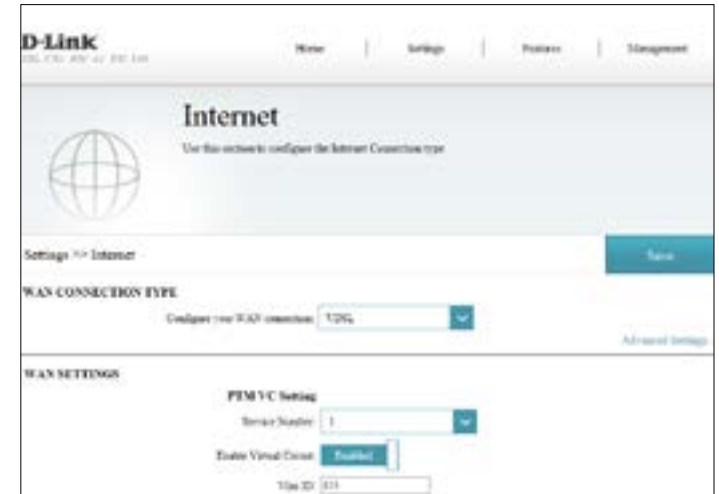 D-Link
Home | Settings | Features | Management
Internet
Use this section to configure the Internet Connection type
Settings >> Internet
Save
WAN CONNECTION TYPE
Configure your WAN connection: VDSL
Advanced Settings
WAN SETTINGS
PTM VC Setting
Service Number 1
Enable Virtual Circuit Enabled
Vlan ID